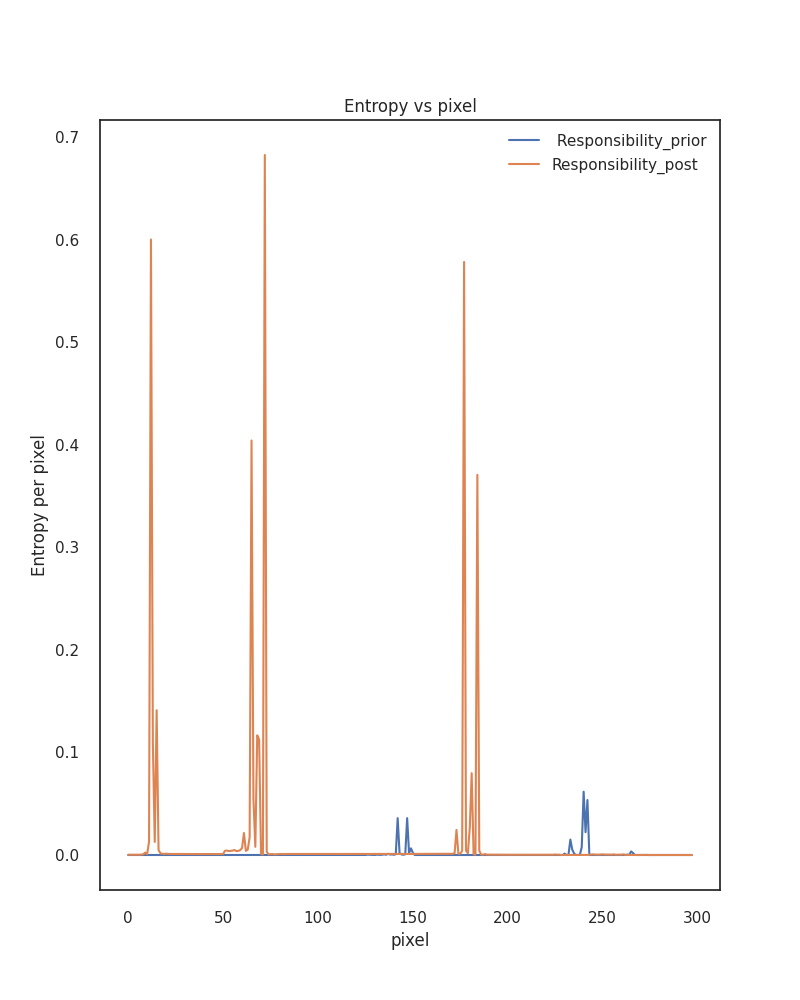 Entropy vs pixel
Responsibility_prior
Responsibility_post
Entropy per pixel
0.7
0.6
0.5
0.4
0.3
0.2
0.1
0.0
0 50 100 150 200 250 300
pixel